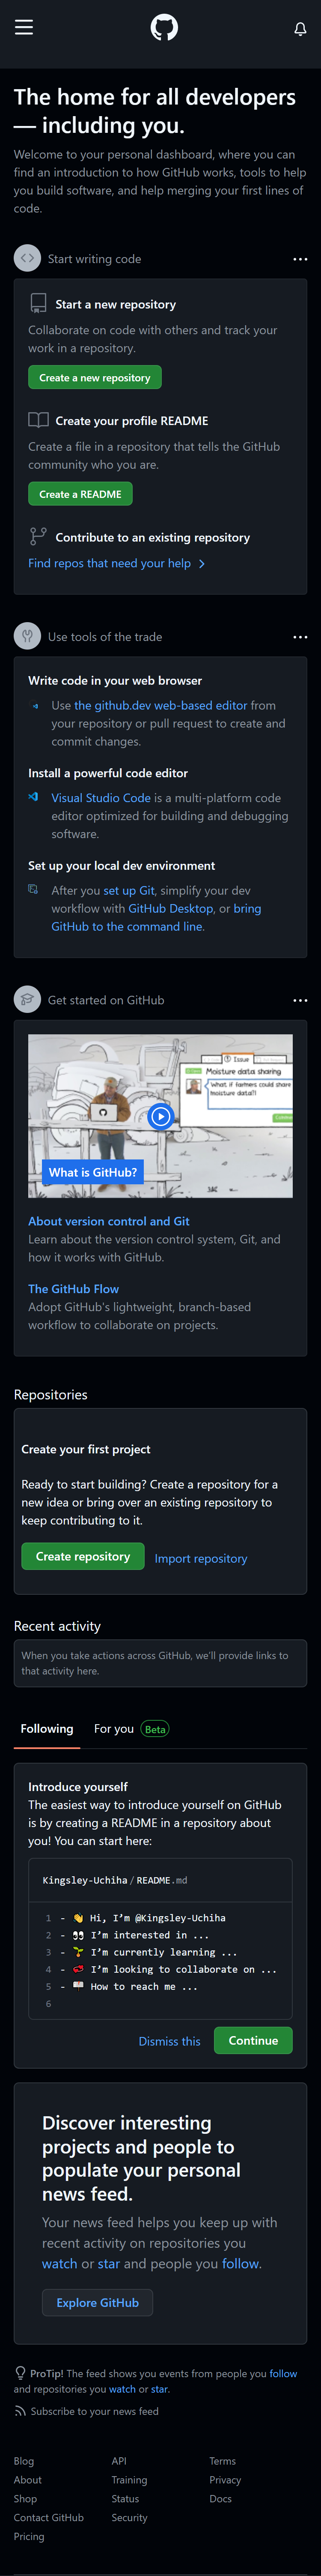 The home for all developers
— including you.
Welcome to your personal dashboard, where you can
find an introduction to how GitHub works, tools to help
you build software, and help merging your first lines of
code.
Start writing code
Start a new repository
Collaborate on code with others and track your
work in a repository.
Create a new repository
Create your profile README
Create a file in a repository that tells the GitHub
community who you are.
Create a README
Contribute to an existing repository
Find repos that need your help
Use tools of the trade
Write code in your web browser
Use the github.dev web-based editor from
your repository or pull request to create and
commit changes.
Install a powerful code editor
Visual Studio Code is a multi-platform code
editor optimized for building and debugging
software.
Set up your local dev environment
After you set up Git, simplify your dev
workflow with GitHub Desktop, or bring
GitHub to the command line.
Get started on GitHub
Issue
Moisture data sharing
What if farmers could share
moisture data?!
What is GitHub?
About version control and Git
Learn about the version control system, Git, and
how it works with GitHub.
The GitHub Flow
Adopt GitHub's lightweight, branch-based
workflow to collaborate on projects.
Repositories
Create your first project
Ready to start building? Create a repository for a
new idea or bring over an existing repository to
keep contributing to it.
Create repository Import repository
Recent activity
When you take actions across GitHub, we'll provide links to
that activity here.
Following For you Beta
Introduce yourself
The easiest way to introduce yourself on GitHub
is by creating a README in a repository about
you! You can start here:
Kingsley-Uchiha/README.md
1 - 👋 Hi, I’m @Kingsley-Uchiha
2 - 👀 I’m interested in ...
3 - 🌱 I’m currently learning ...
4 - 💞️ I’m looking to collaborate on ...
5 - 📫 How to reach me ...
6
Dismiss this Continue
Discover interesting
projects and people to
populate your personal
news feed.
Your news feed helps you keep up with
recent activity on repositories you
watch or star and people you follow.
Explore GitHub
ProTip! The feed shows you events from people you follow
and repositories you watch or star.
Subscribe to your news feed
Blog API Terms
About Training Privacy
Shop Status Docs
Contact GitHub Security
Pricing